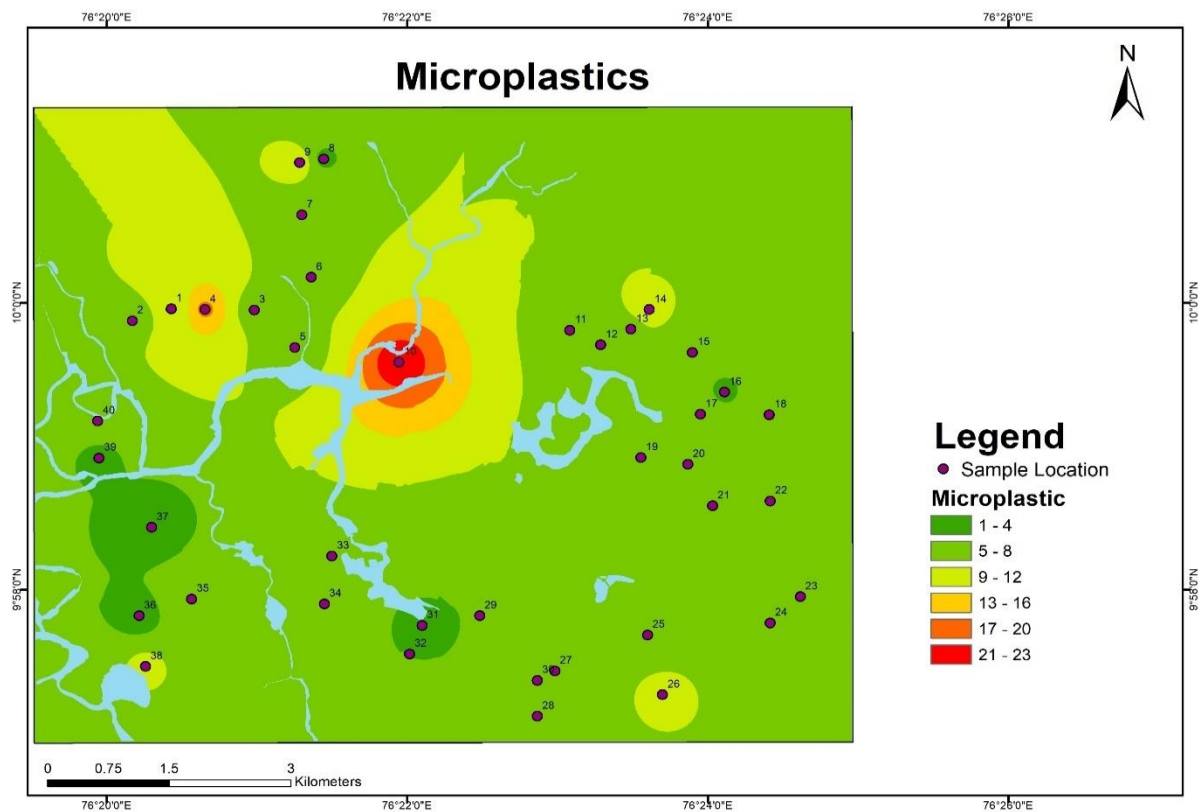 76°20'0"E 76°22'0"E 76°24'0"E 76°26'0"E
Microplastics
N
9 8
7
6
10°0'0"N 10°0'0"N
1 4 3 14
2 11 13
12
5 15
10
16
17 18
40
39 19 20
22
21
37
33
9°58'0"N 9°58'0"N
35 34 23
36 29
31 24
25
32
38 27
30
26
28
Legend
Sample Location
Microplastic
1 - 4
5 - 8
9 - 12
13 - 16
17 - 20
21 - 23
0 0.75 1.5 3
Kilometers
76°20'0"E 76°22'0"E 76°24'0"E 76°26'0"E